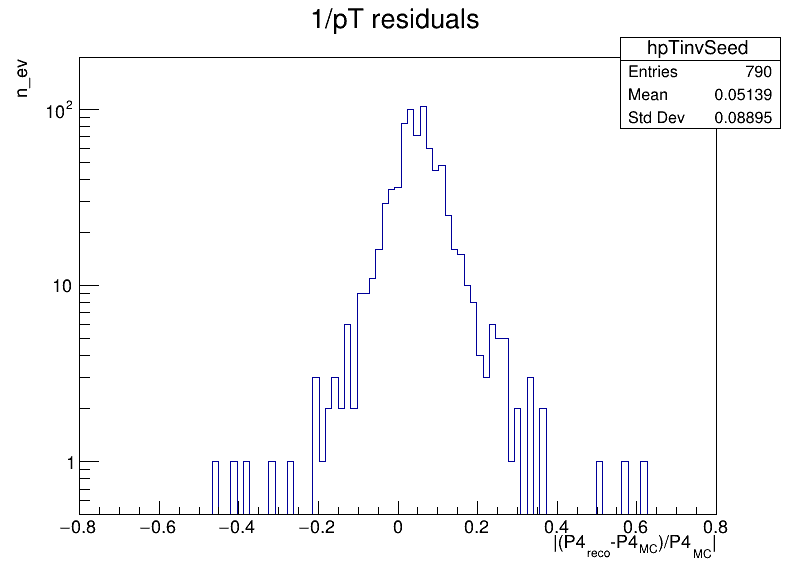 1/pT residuals
hpTinvSeed
Entries 790
Mean 0.05139
Std Dev 0.08895
n_ev
10²
10
1
−0.8 −0.6 −0.4 −0.2 0 0.2 0.4 0.6 0.8
|(P4reco-P4MC)/P4MC|